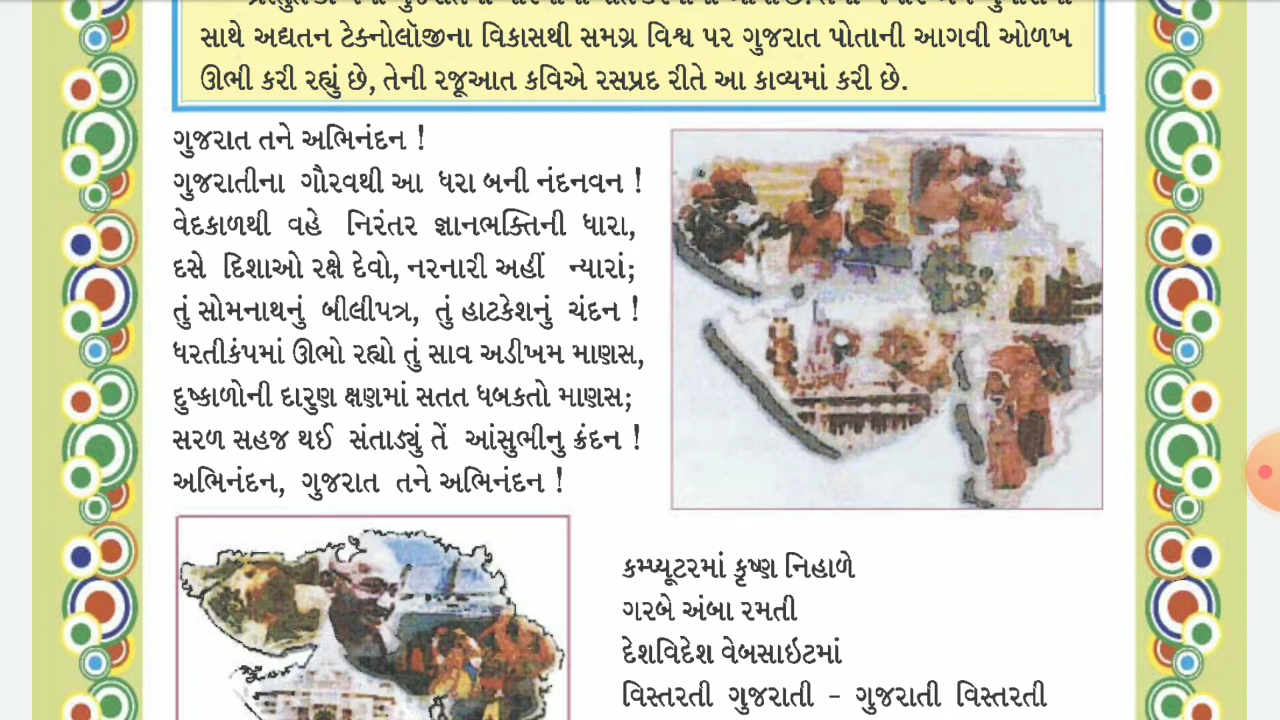 સાથે અદ્યતન ટેક્નોલૉજીના વિકાસથી સમગ્ર વિશ્વ પર ગુજરાત પોતાની આગવી ઓળખ
ઊભી કરી રહ્યું છે, તેની રજૂઆત કવિએ રસપ્રદ રીતે આ કાવ્યમાં કરી છે.
ગુજરાત તને અભિનંદન !
ગુજરાતીના ગૌરવથી આ ધરા બની નંદનવન !
વેદકાળથી વહે નિરંતર જ્ઞાનભક્તિની ધારા,
દસે દિશાઓ રક્ષે દેવો, નરનારી અહીં ન્યારાં;
તું સોમનાથનું બીલીપત્ર, તું હાટકેશનું ચંદન !
ધરતીકંપમાં ઊભો રહ્યો તું સાવ અડીખમ માણસ,
દુષ્કાળોની દારુણ ક્ષણમાં સતત ધબકતો માણસ;
સરળ સહજ થઈ સંતાડ્યું તેં આંસુભીનુ ક્રંદન !
અભિનંદન, ગુજરાત તને અભિનંદન !
કમ્પ્યૂટરમાં કૃષ્ણ નિહાળે
ગરબે અંબા રમતી
દેશવિદેશ વેબસાઇટમાં
વિસ્તરતી ગુજરાતી - ગુજરાતી વિસ્તરતી